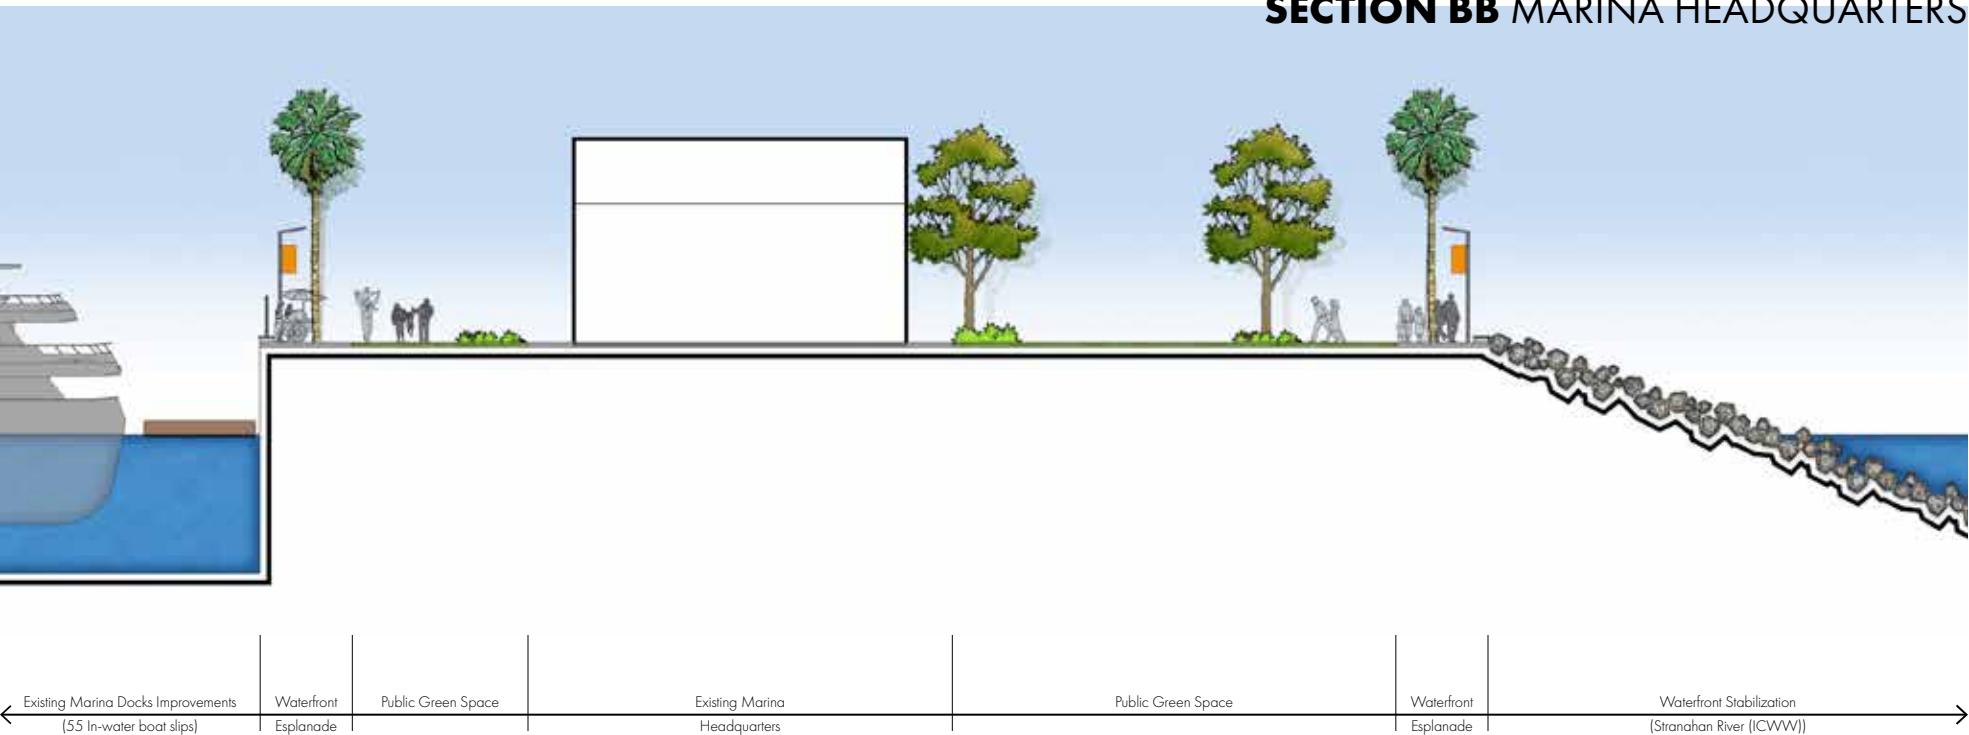 SECTION BB MARINA HEADQUARTERS
Existing Marina Docks Improvements
(55 In-water boat slips)
Waterfront
Esplanade
Public Green Space
Existing Marina
Headquarters
Public Green Space
Waterfront
Esplanade
Waterfront Stabilization
(Stranahan River (ICWW))